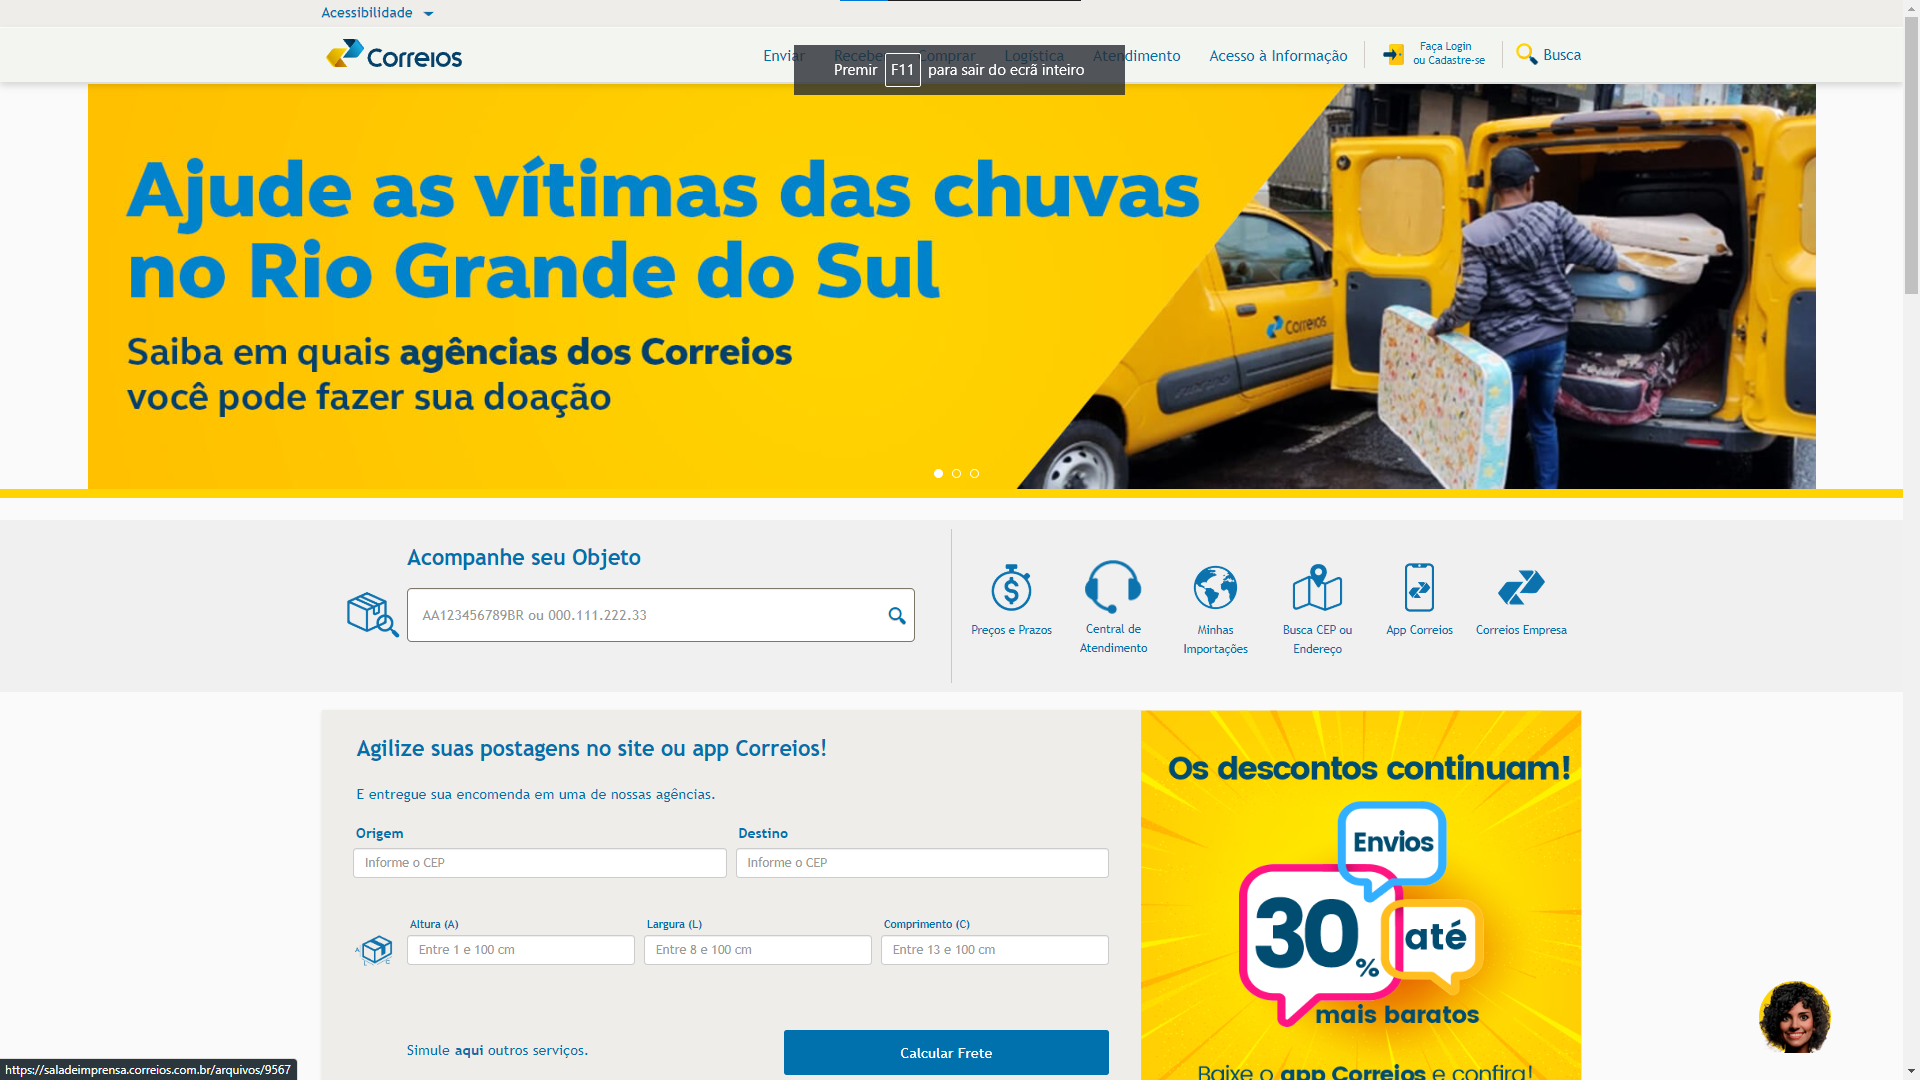 Acessibilidade
Correios
Enviar
Receber
Comprar
Logística
Atendimento
Acesso à Informação
Faça Login
ou Cadastre-se
Busca
Premir F11 para sair do ecrã inteiro
Ajude as vítimas das chuvas
no Rio Grande do Sul
Saiba em quais agências dos Correios
você pode fazer sua doação
Correios
Acompanhe seu Objeto
AA123456789BR ou 000.111.222.33
Preços e Prazos
Central de
Atendimento
Minhas
Importações
Busca CEP ou
Endereço
App Correios
Correios Empresa
Agilize suas postagens no site ou app Correios!
E entregue sua encomenda em uma de nossas agências.
Origem
Destino
Informe o CEP
Informe o CEP
Altura (A)
Largura (L)
Comprimento (C)
Entre 1 e 100 cm
Entre 8 e 100 cm
Entre 13 e 100 cm
Simule aqui outros serviços.
Calcular Frete
Os descontos continuam!
Envios
até
30%
mais baratos
Baixe o app Correios e confira!
https://saladeimprensa.correios.com.br/arquivos/9567